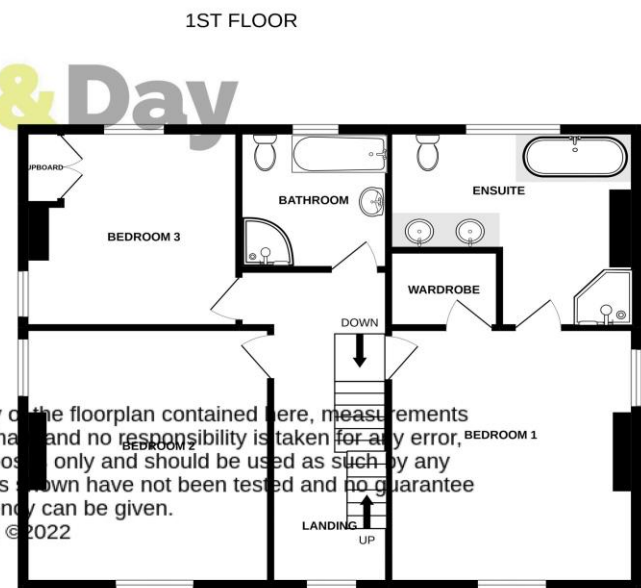 1ST FLOOR
&Day
UPBOARD
BATHROOM
ENSUITE
BEDROOM 3
WARDROBE
DOWN
of the floorplan contained here, measurements
and no responsibility is taken for any error,
BEDROOM 2
BEDROOM 1
only and should be used as such by any
shown have not been tested and no guarantee
can be given.
LANDING
©2022
UP